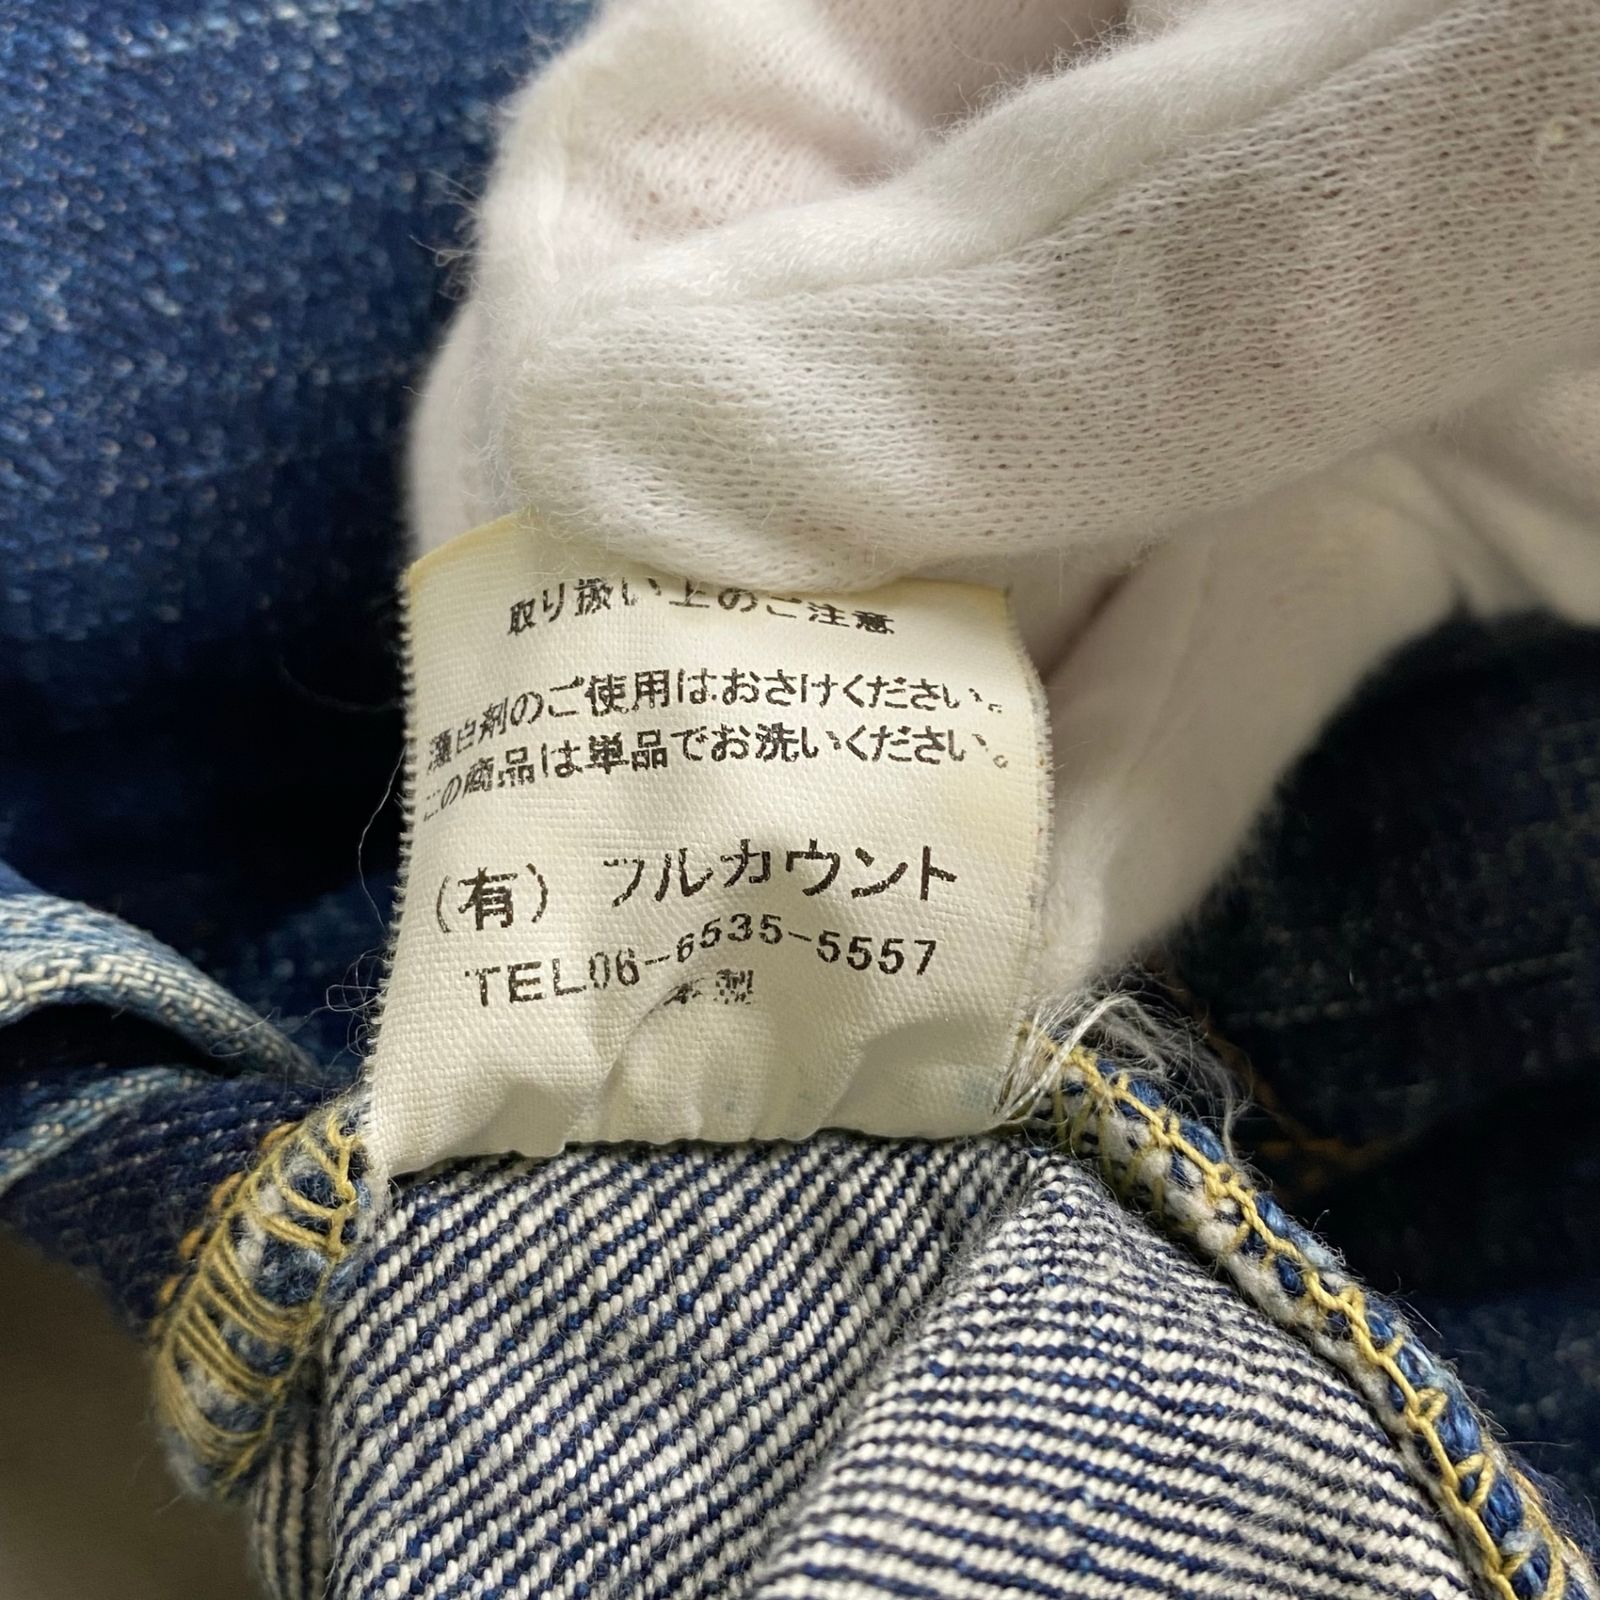 取り扱い上のご注意
漂白剤のご使用はおさけください。
この商品は単品でお洗いください。
（有）フルカウント
TEL06-6535-5557
本製